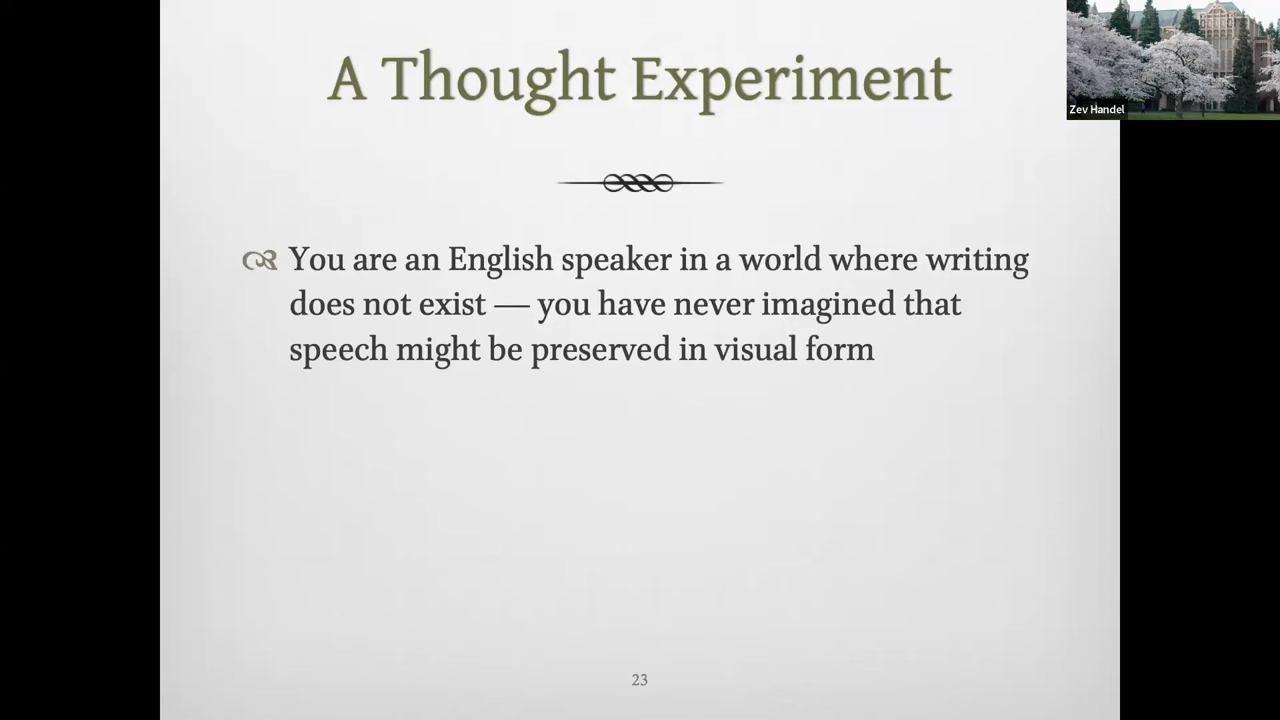 A Thought Experiment
Zev Handel
You are an English speaker in a world where writing
does not exist — you have never imagined that
speech might be preserved in visual form
23